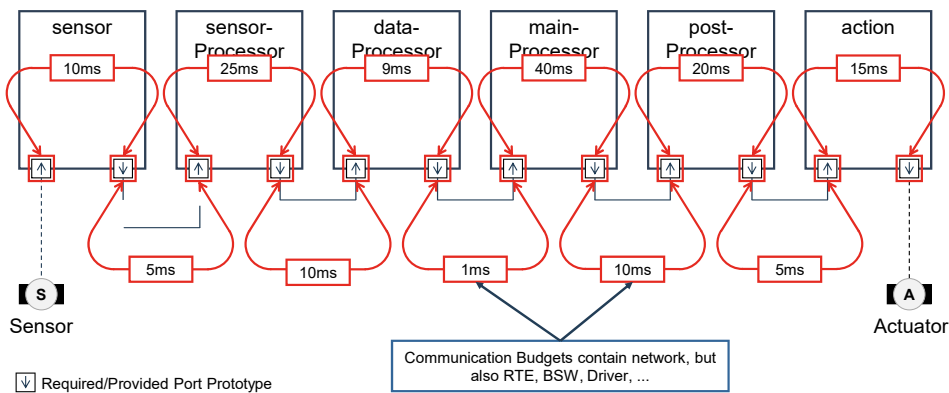 sensor
sensor-
Processor
data-
Processor
main-
Processor
post-
Processor
action
10ms
25ms
9ms
40ms
20ms
15ms
5ms
10ms
1ms
10ms
5ms
S
Sensor
A
Actuator
Communication Budgets contain network, but
also RTE, BSW, Driver, ...
Required/Provided Port Prototype